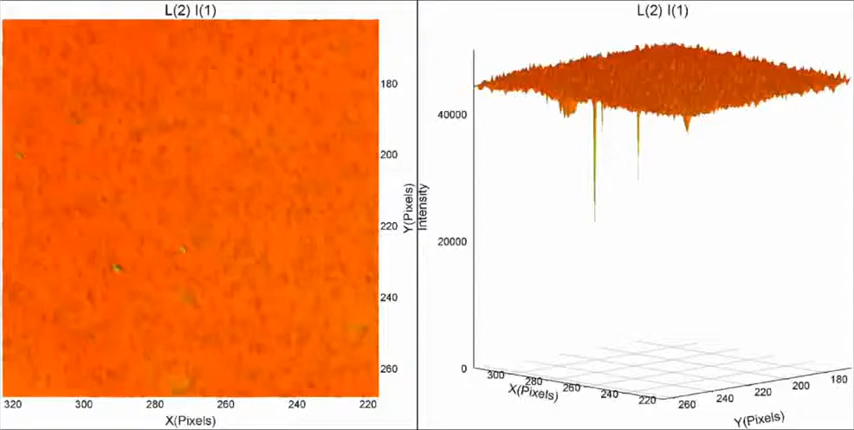 L(2) I(1)
180
200
220
240
260
Y(Pixels)
320 300 280 260 240 220
X(Pixels)
L(2) I(1)
Intensity
40000
20000
0
300 280 260 240 220
X(Pixels)
260 240 220 200 180
Y(Pixels)